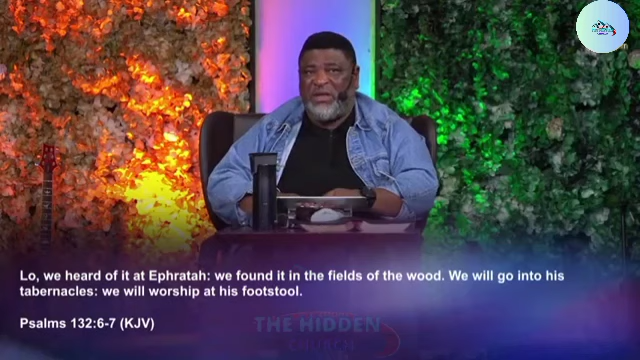 Lo, we heard of it at Ephratah: we found it in the fields of the wood. We will go into his
tabernacles: we will worship at his footstool.
Psalms 132:6-7 (KJV)
THE HIDDEN
CHURCH